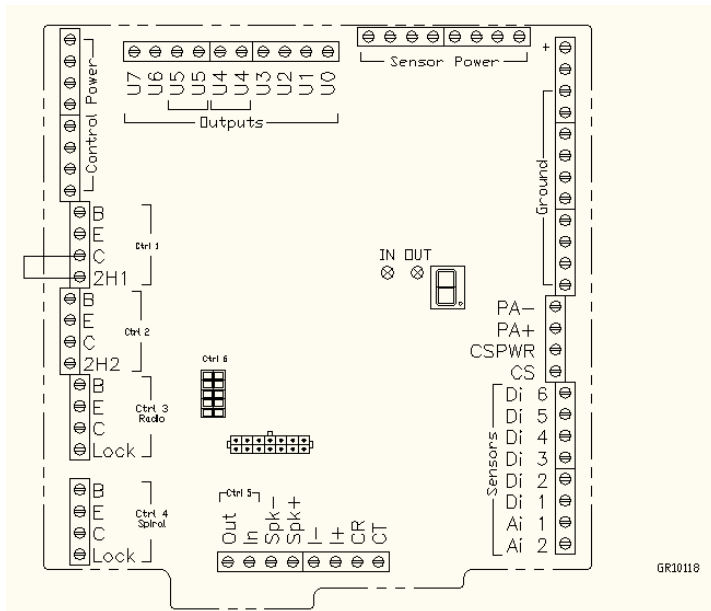 Control Power
U7 U6 U5 U5 U4 U4 U3 U2 U1 U0
Outputs
Sensor Power
+
Ground
B
E
C
2H1
Ctrl 1
B
E
C
2H2
Ctrl 2
B
E
C
Lock
Ctrl 3
Radio
B
E
C
Lock
Ctrl 4
Spiral
IN OUT
Ctrl 6
PA-
PA+
CSPWR
CS
Di 6
Di 5
Di 4
Di 3
Di 2
Di 1
Ai 1
Ai 2
Sensors
Ctrl 5
Out In Spk- Spk+ I- I+ CR CT
GR10118